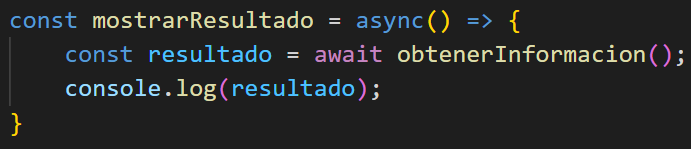 const mostrarResultado = async() => {
    const resultado = await obtenerInformacion();
    console.log(resultado);
}